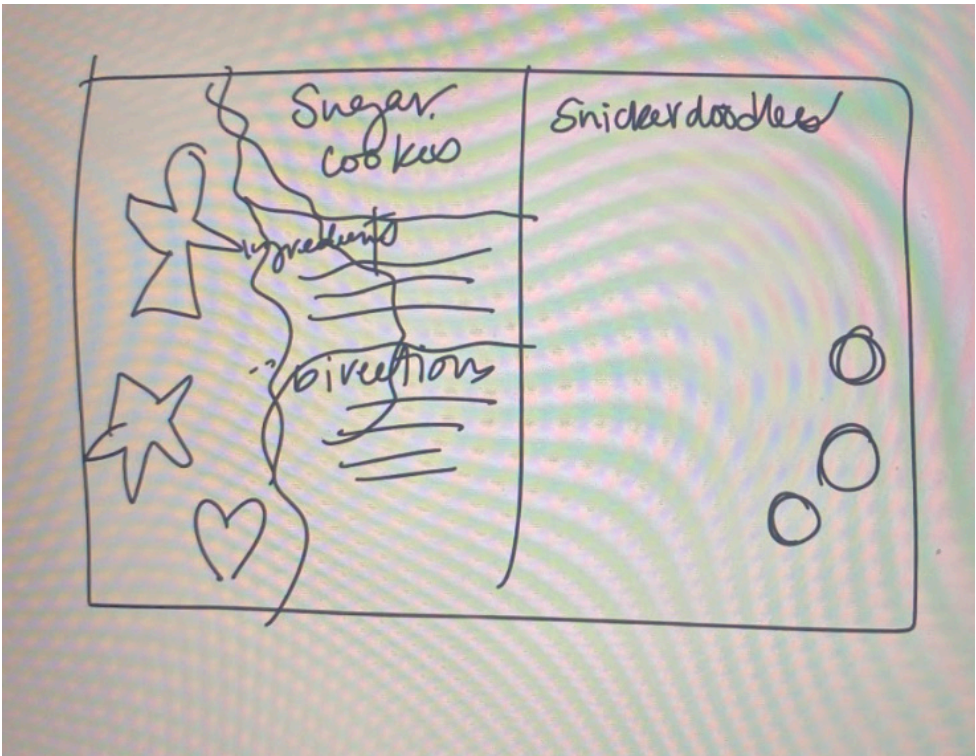 Sugar
cookies
Ingredients
Directions
Snickerdoodles